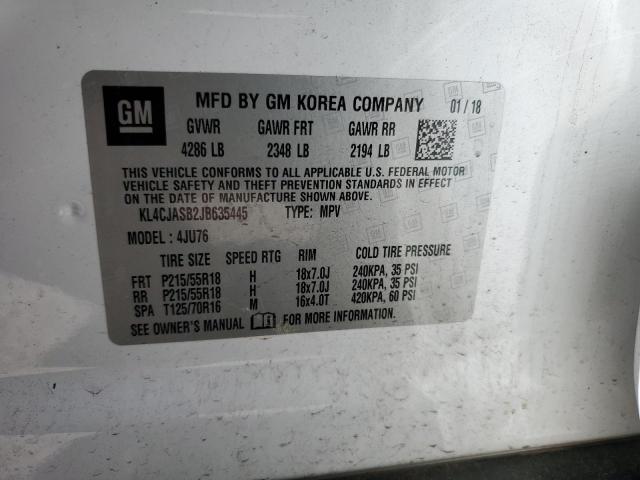 GM MFD BY GM KOREA COMPANY 01/18
GVWR GAWR FRT GAWR RR
4286 LB 2348 LB 2194 LB
THIS VEHICLE CONFORMS TO ALL APPLICABLE U.S. FEDERAL MOTOR
VEHICLE SAFETY AND THEFT PREVENTION STANDARDS IN EFFECT
ON THE DATE OF MANUFACTURE SHOWN ABOVE.
KL4CJASB2JB635445 TYPE: MPV
MODEL: 4JU76
TIRE SIZE SPEED RTG RIM COLD TIRE PRESSURE
FRT P215/55R18 H 18x7.0J 240KPA, 35 PSI
RR P215/55R18 H 18x7.0J 240KPA, 35 PSI
SPA T125/70R16 M 16x4.0T 420KPA, 60 PSI
SEE OWNER'S MANUAL FOR MORE INFORMATION.